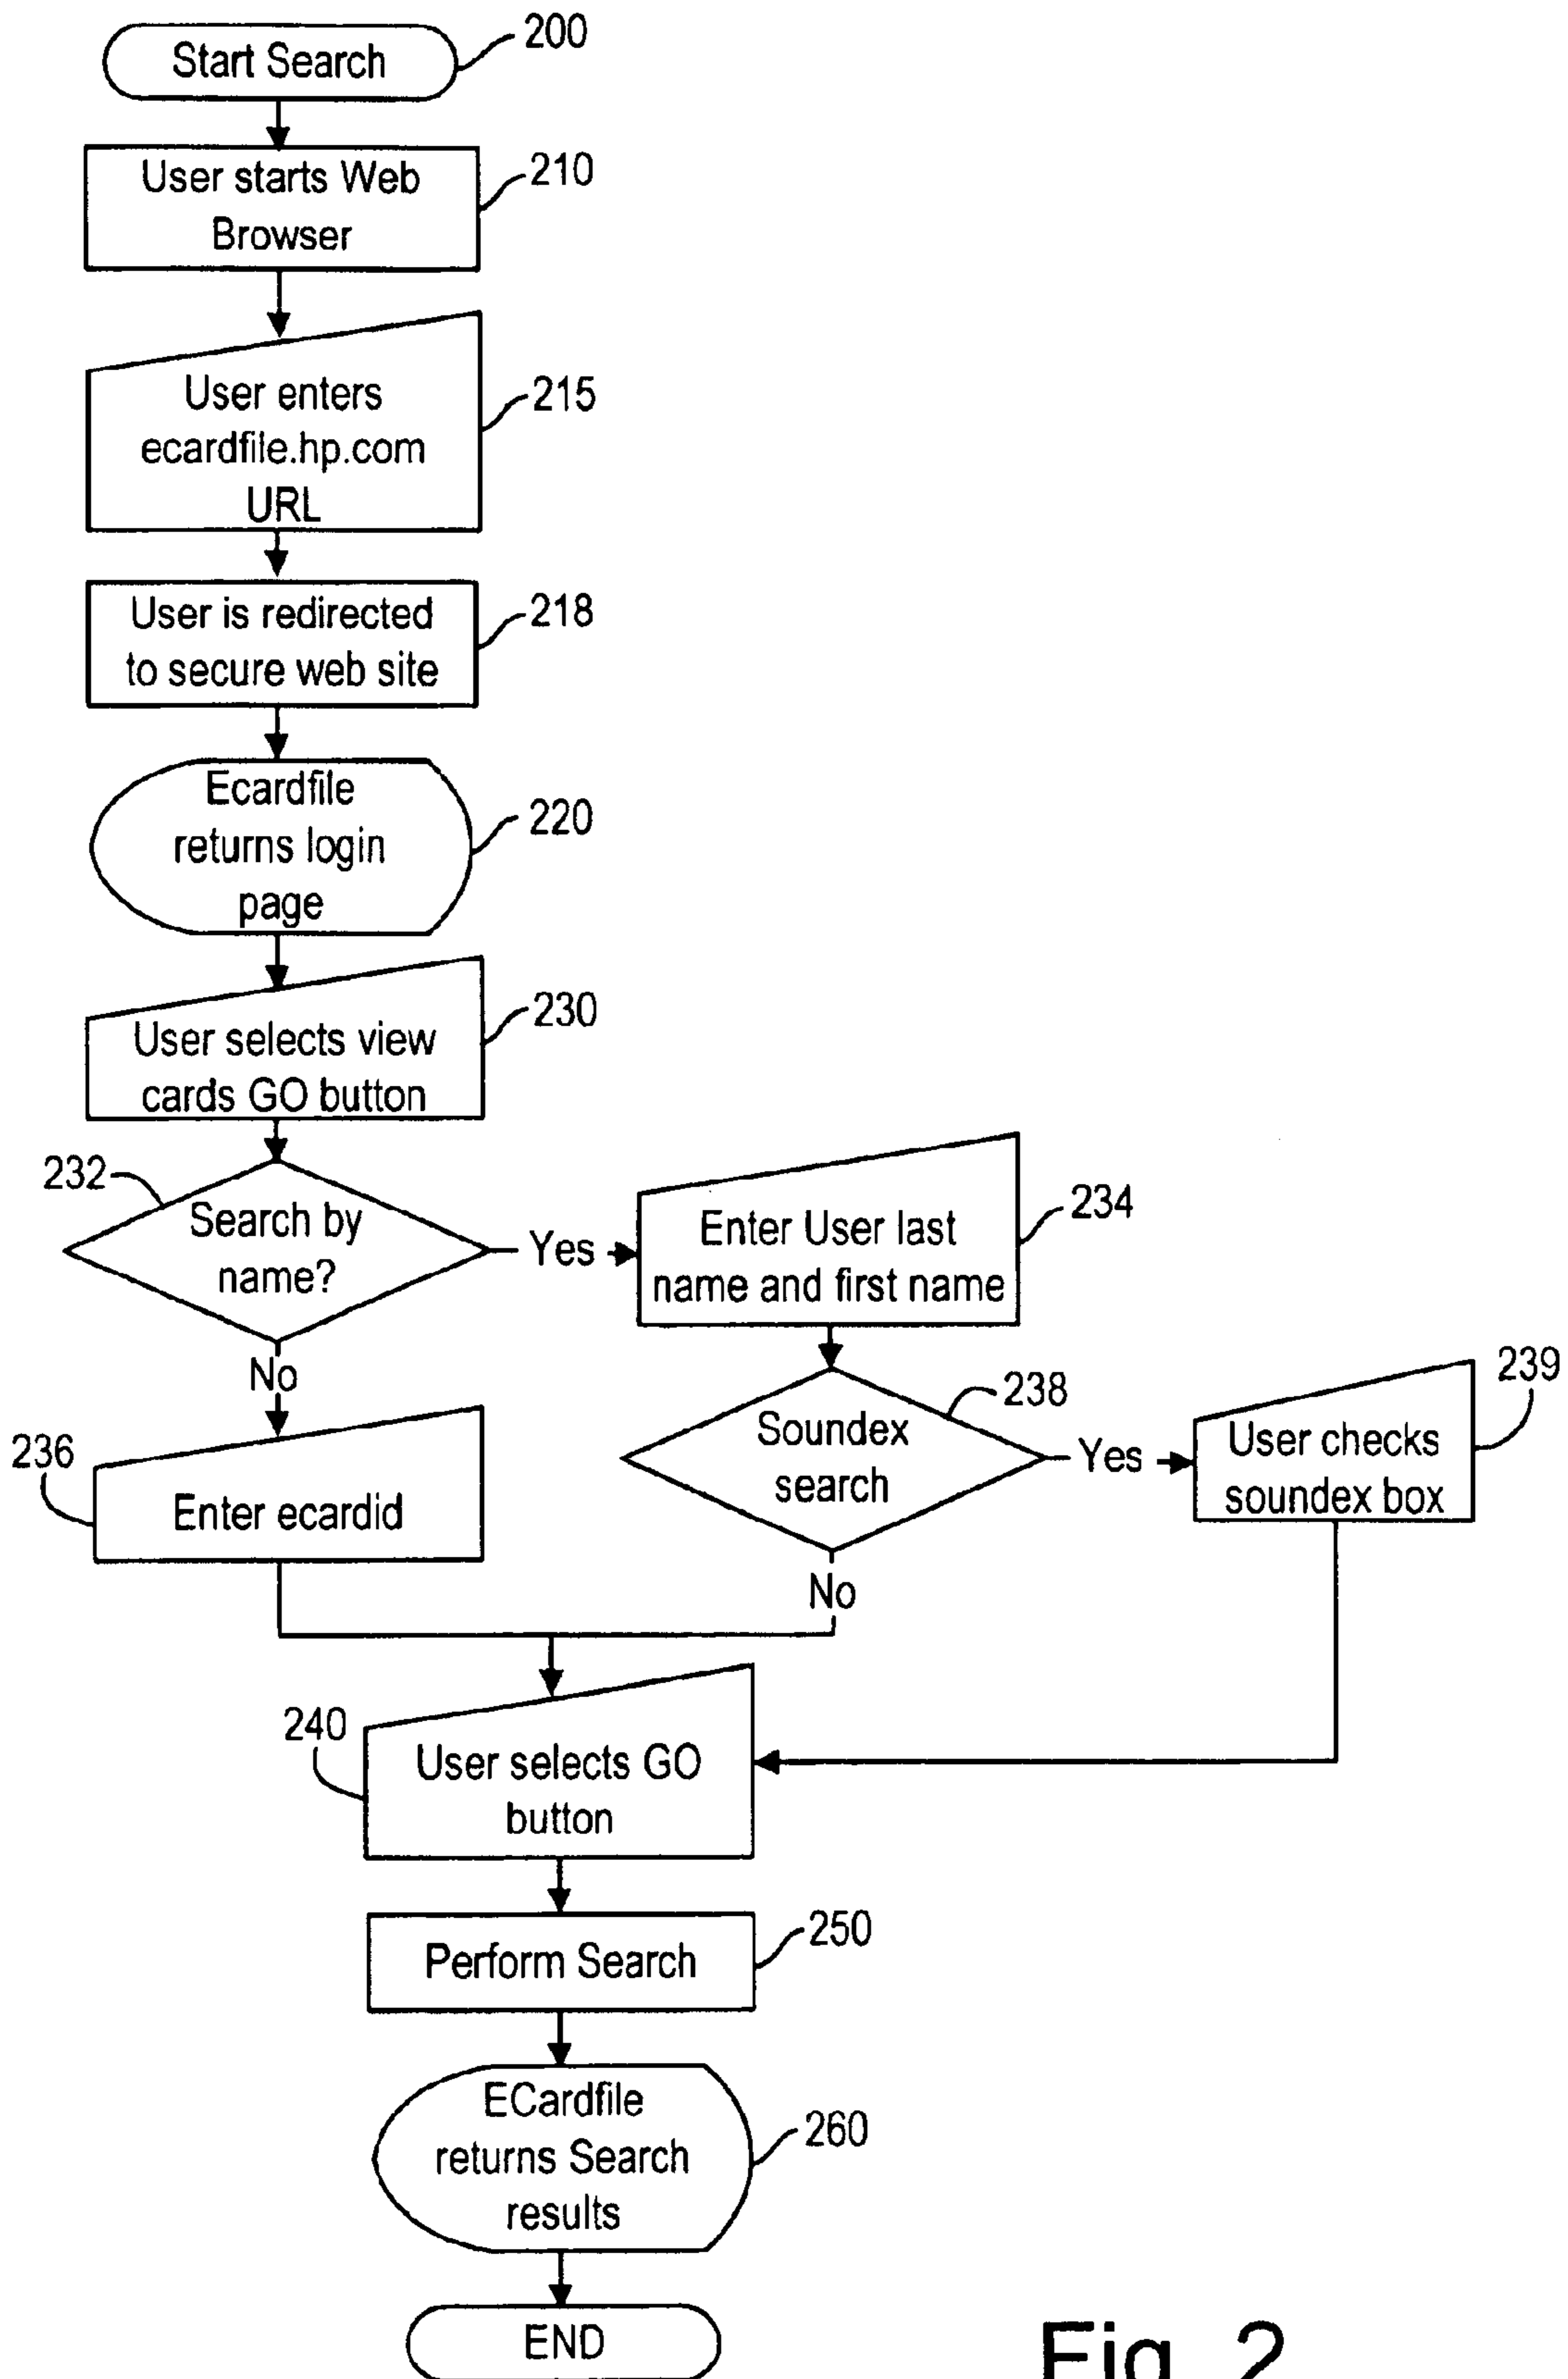 Start Search
200
User starts Web
Browser
210
User enters
ecardfile.hp.com
URL
215
User is redirected
to secure web site
218
Ecardfile
returns login
page
220
User selects view
cards GO button
230
232
Search by
name?
Yes
Enter User last
name and first name
234
No
238
Soundex
search
Yes
User checks
soundex box
239
236
Enter ecardid
No
240
User selects GO
button
Perform Search
250
ECardfile
returns Search
results
260
END
Fig. 2